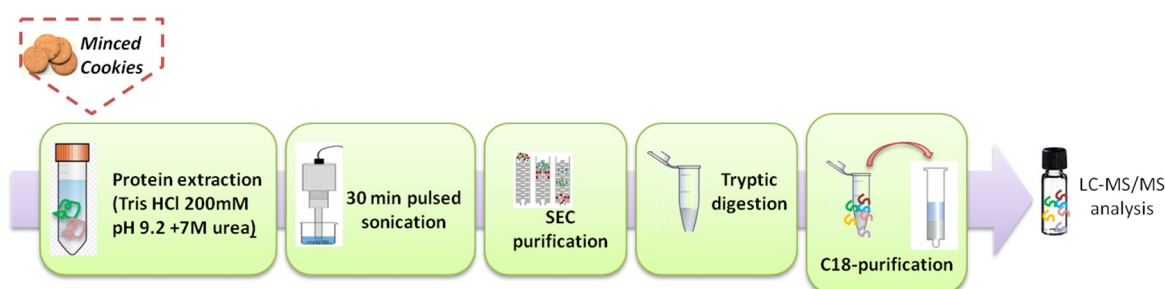 Minced
Cookies
Protein extraction
(Tris HCl 200mM
pH 9.2 +7M urea)
30 min pulsed
sonication
SEC
purification
Tryptic
digestion
C18-purification
LC-MS/MS
analysis